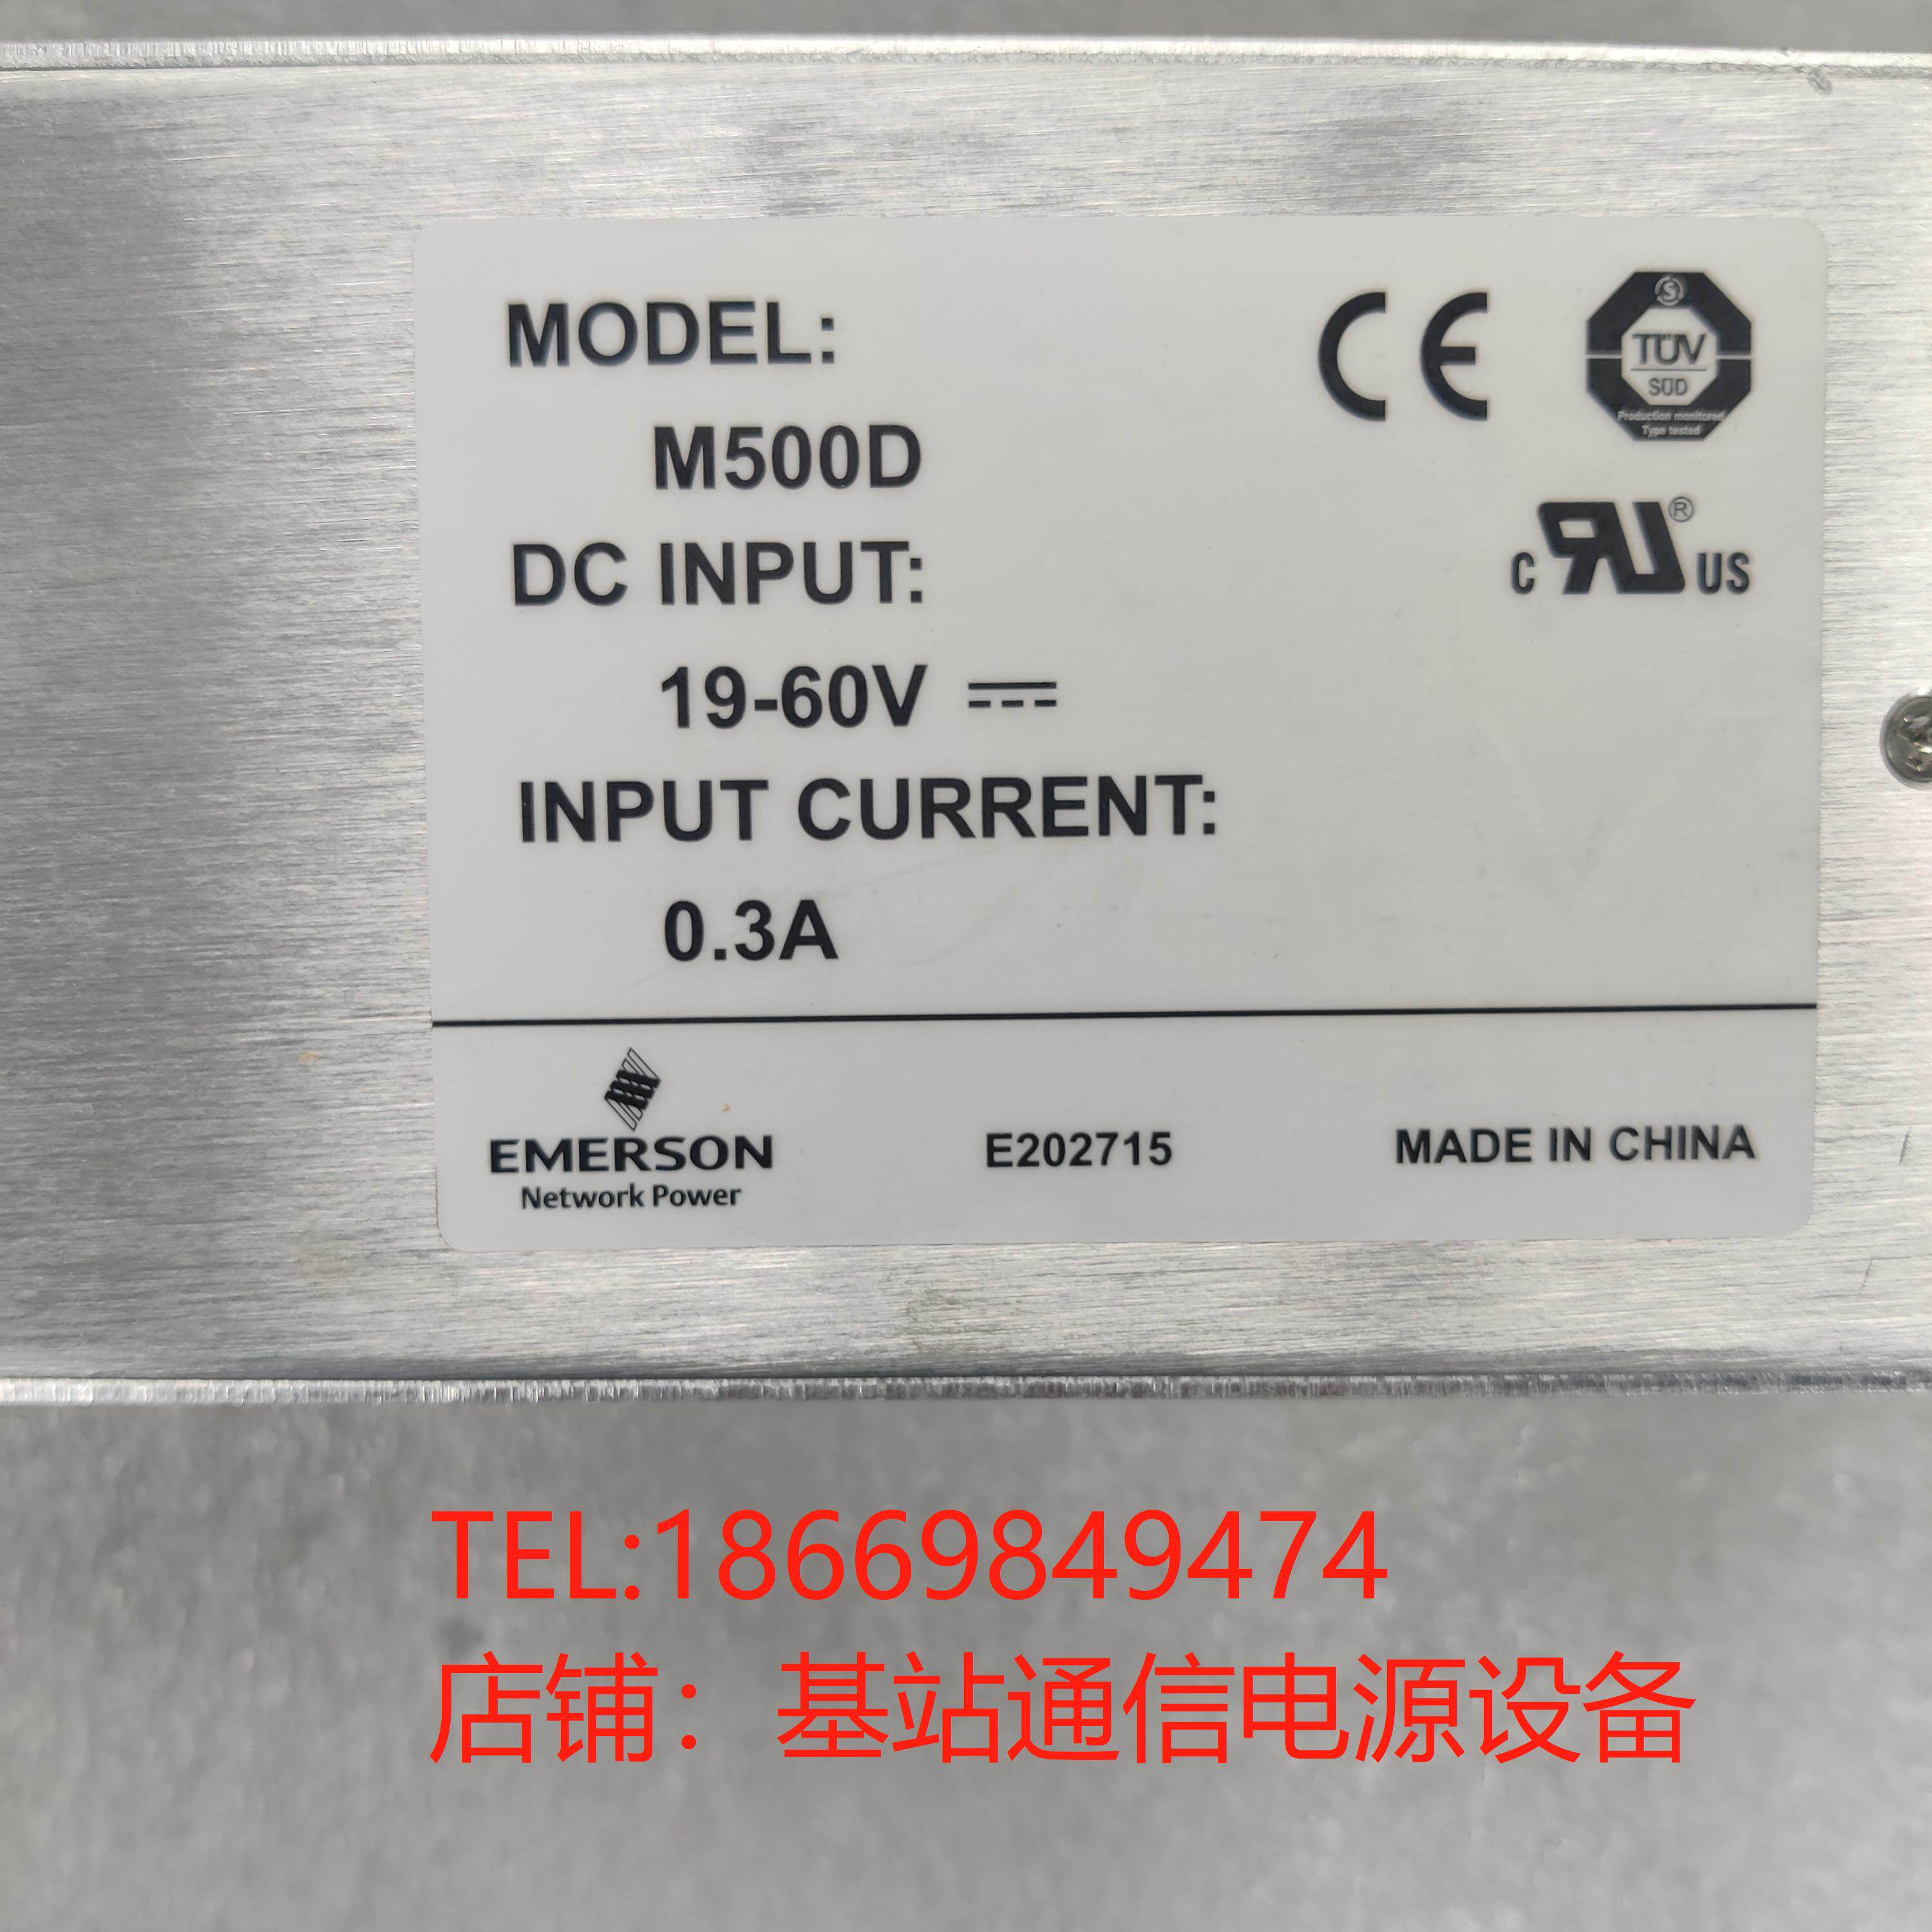 MODEL:
CE
S
TÜV
SÜD
Production monitored
Type tested
M500D
DC INPUT:
C RU® US
19-60V
INPUT CURRENT:
0.3A
EMERSON
Network Power
E202715
MADE IN CHINA
TEL:18669849474
店铺：基站通信电源设备